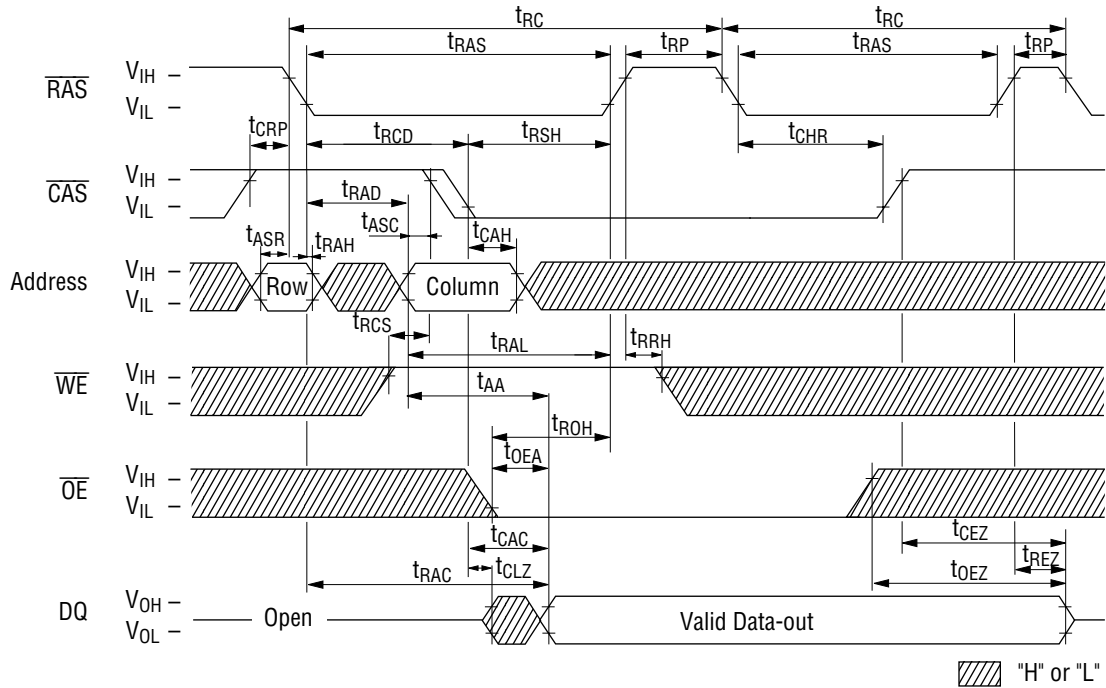 tRC tRC
tRAS tRP tRAS tRP
RAS VIH –
VIL –
tCRP tRCD tRSH tCHR
CAS VIH –
VIL –
tRAD
tASC tCAH
tASR tRAH
Address VIH –
VIL –
Row Column
tRCS tRAL tRRH
WE VIH –
VIL –
tAA
tROH
tOEA
OE VIH –
VIL –
tCAC tCEZ
tRAC tCLZ tREZ
tOEZ
DQ VOH –
VOL –
Open Valid Data-out
"H" or "L"